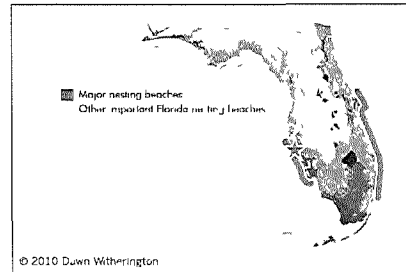 Major nesting beaches
Other important Florida nesting beaches
© 2010 Dawn Witherington